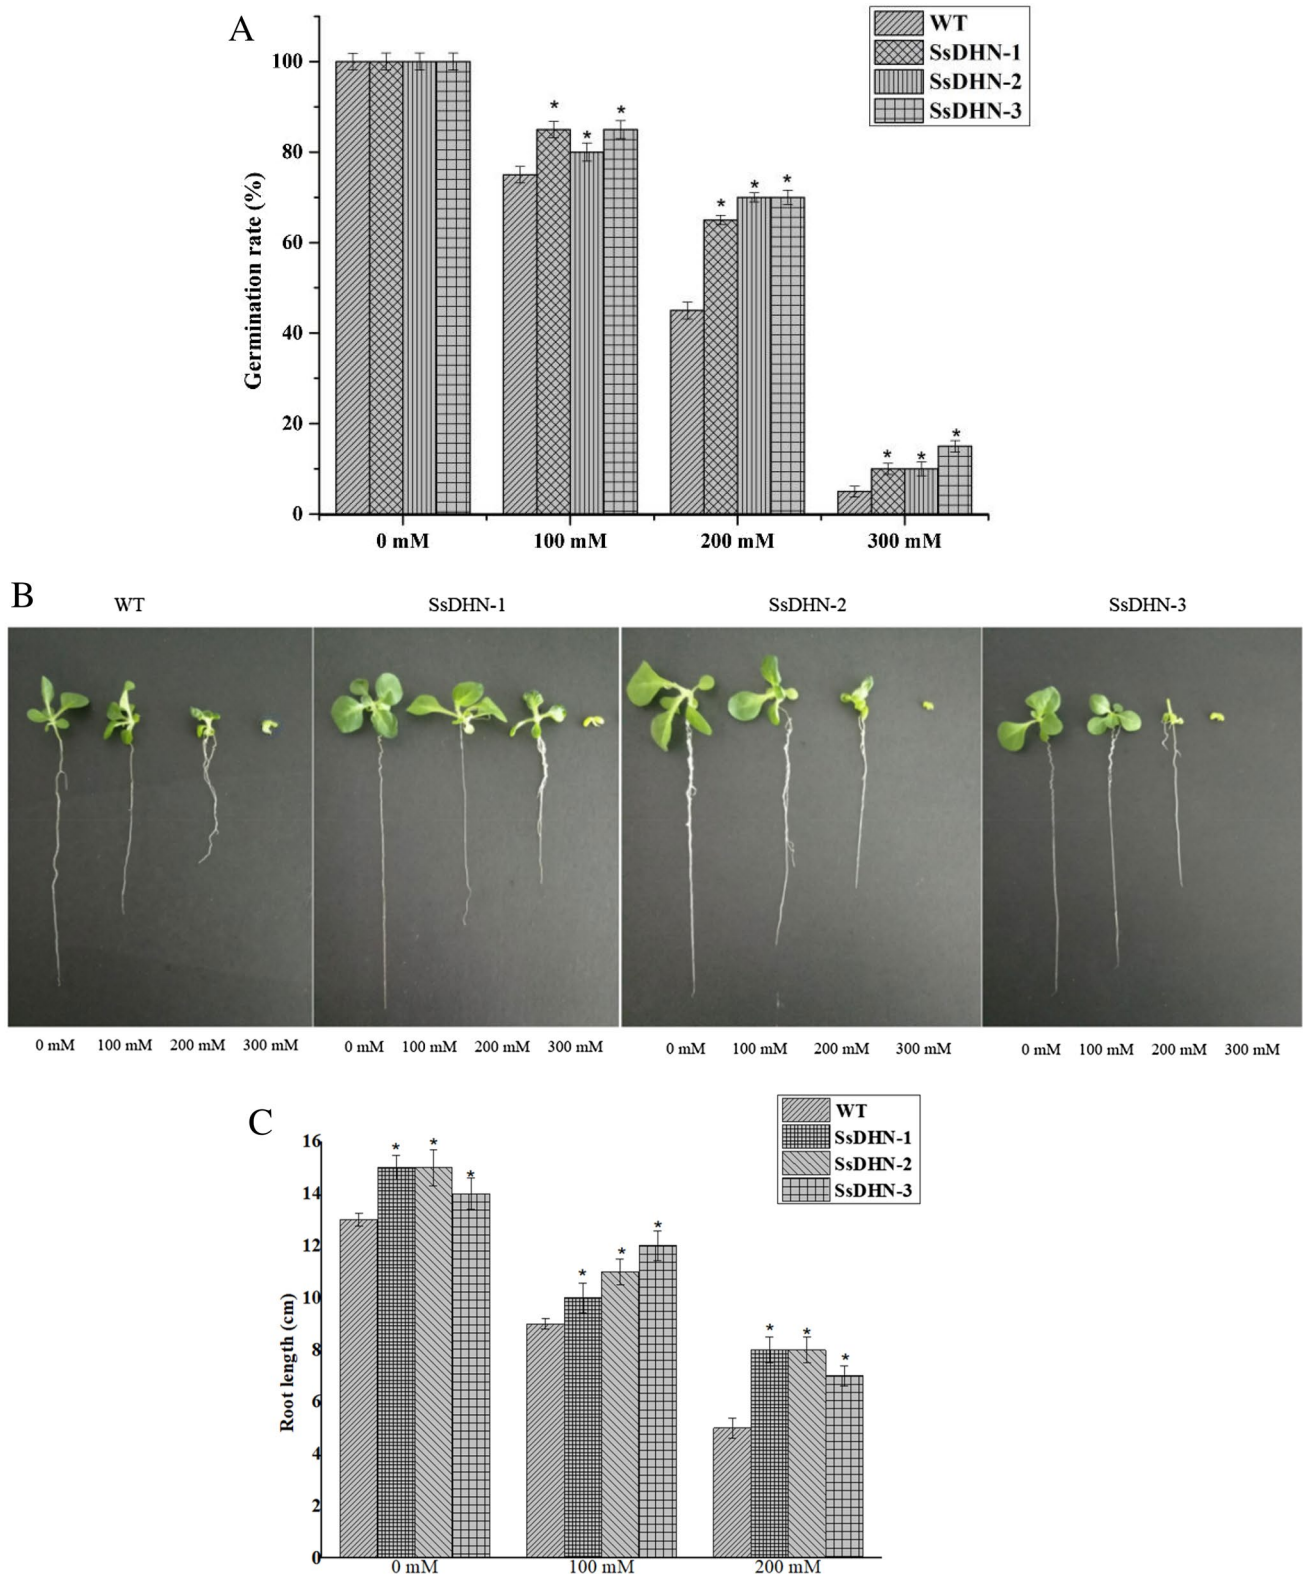 A
WT
SsDHN-1
SsDHN-2
SsDHN-3
Germination rate (%)
100
80
60
40
20
0
* * *
* * *
* * *
0 mM 100 mM 200 mM 300 mM
B
WT SsDHN-1 SsDHN-2 SsDHN-3
0 mM 100 mM 200 mM 300 mM 0 mM 100 mM 200 mM 300 mM 0 mM 100 mM 200 mM 300 mM 0 mM 100 mM 200 mM 300 mM
C
WT
SsDHN-1
SsDHN-2
SsDHN-3
Root length (cm)
16
14
12
10
8
6
4
2
0
* * *
* * *
* * *
0 mM 100 mM 200 mM